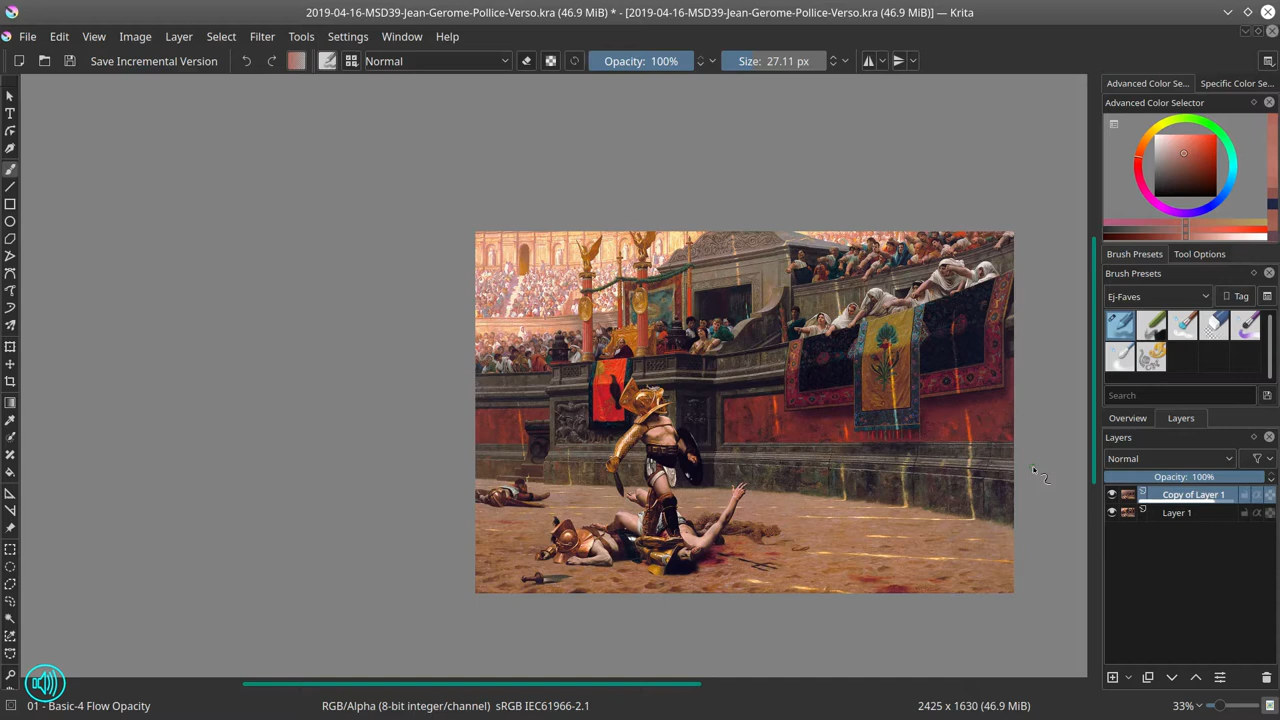 2019-04-16-MSD39-Jean-Gerome-Pollice-Verso.kra (46.9 MiB) * - [2019-04-16-MSD39-Jean-Gerome-Pollice-Verso.kra (46.9 MiB)] — Krita
File Edit View Image Layer Select Filter Tools Settings Window Help
Save Incremental Version Normal Opacity: 100% Size: 27.11 px
Advanced Color Se... Specific Color Se...
Advanced Color Selector
Brush Presets Tool Options
Brush Presets
Ej-Faves Tag
Search
Overview Layers
Layers
Normal
Opacity: 100%
Copy of Layer 1
Layer 1
01 - Basic-4 Flow Opacity RGB/Alpha (8-bit integer/channel) sRGB IEC61966-2.1 2425 x 1630 (46.9 MiB) 33%